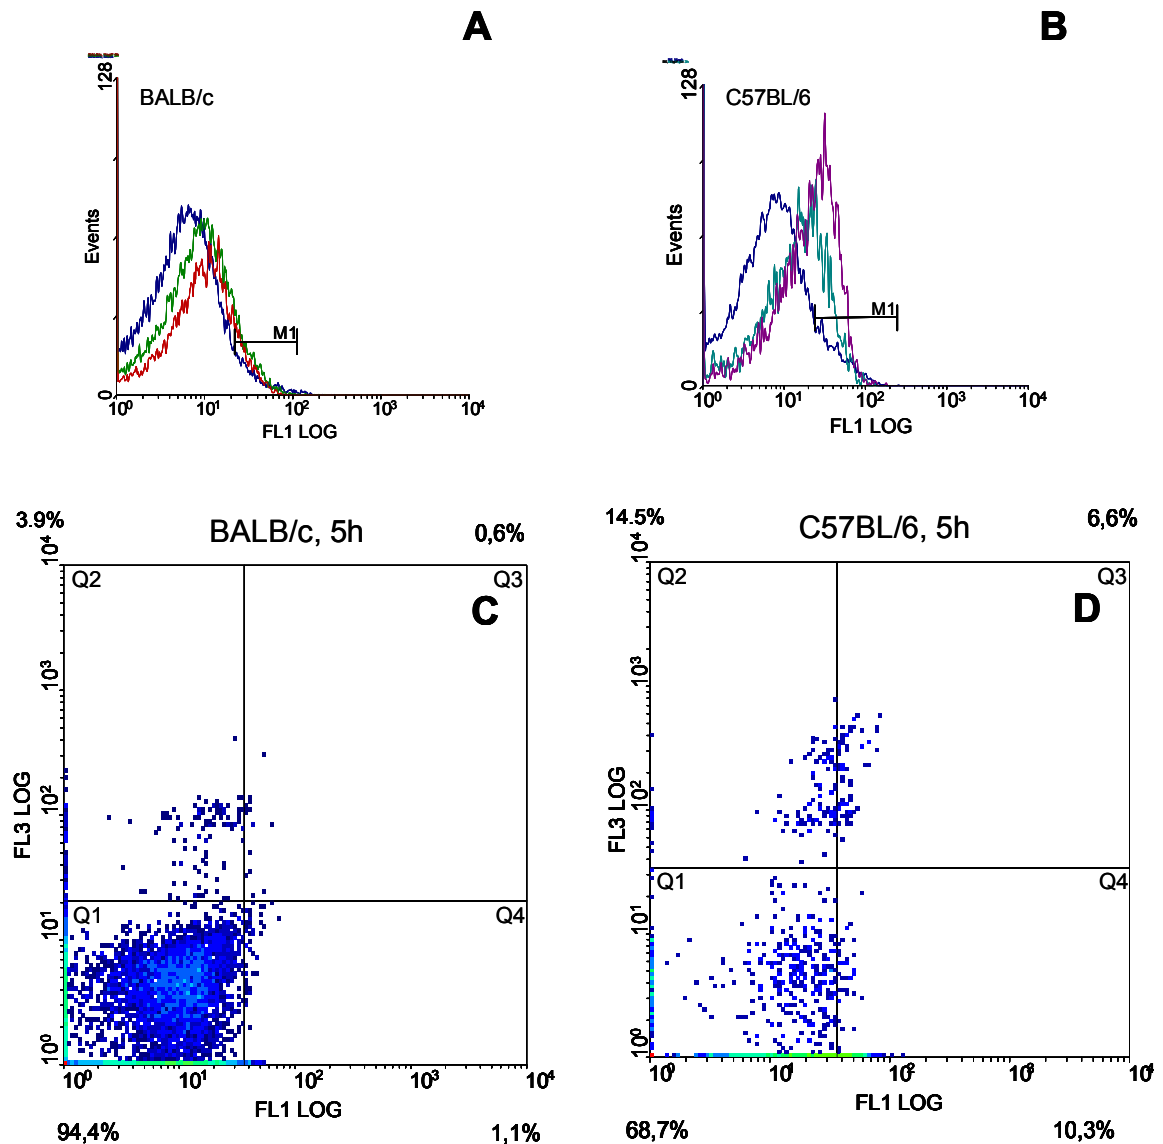 A
B
128
BALB/c
Events
M1
0
10⁰ 10¹ 10² 10³ 10⁴
FL1 LOG
128
C57BL/6
Events
M1
0
10⁰ 10¹ 10² 10³ 10⁴
FL1 LOG
3.9%
BALB/c, 5h
0,6%
10⁴
Q2
Q3
C
10³
10²
FL3 LOG
Q1
Q4
10¹
10⁰
10⁰ 10¹ 10² 10³ 10⁴
FL1 LOG
94,4%
1,1%
14.5%
C57BL/6, 5h
6,6%
10⁴
Q2
Q3
D
10³
10²
FL3 LOG
Q1
Q4
10¹
10⁰
10⁰ 10¹ 10² 10³ 10⁴
FL1 LOG
68,7%
10,3%